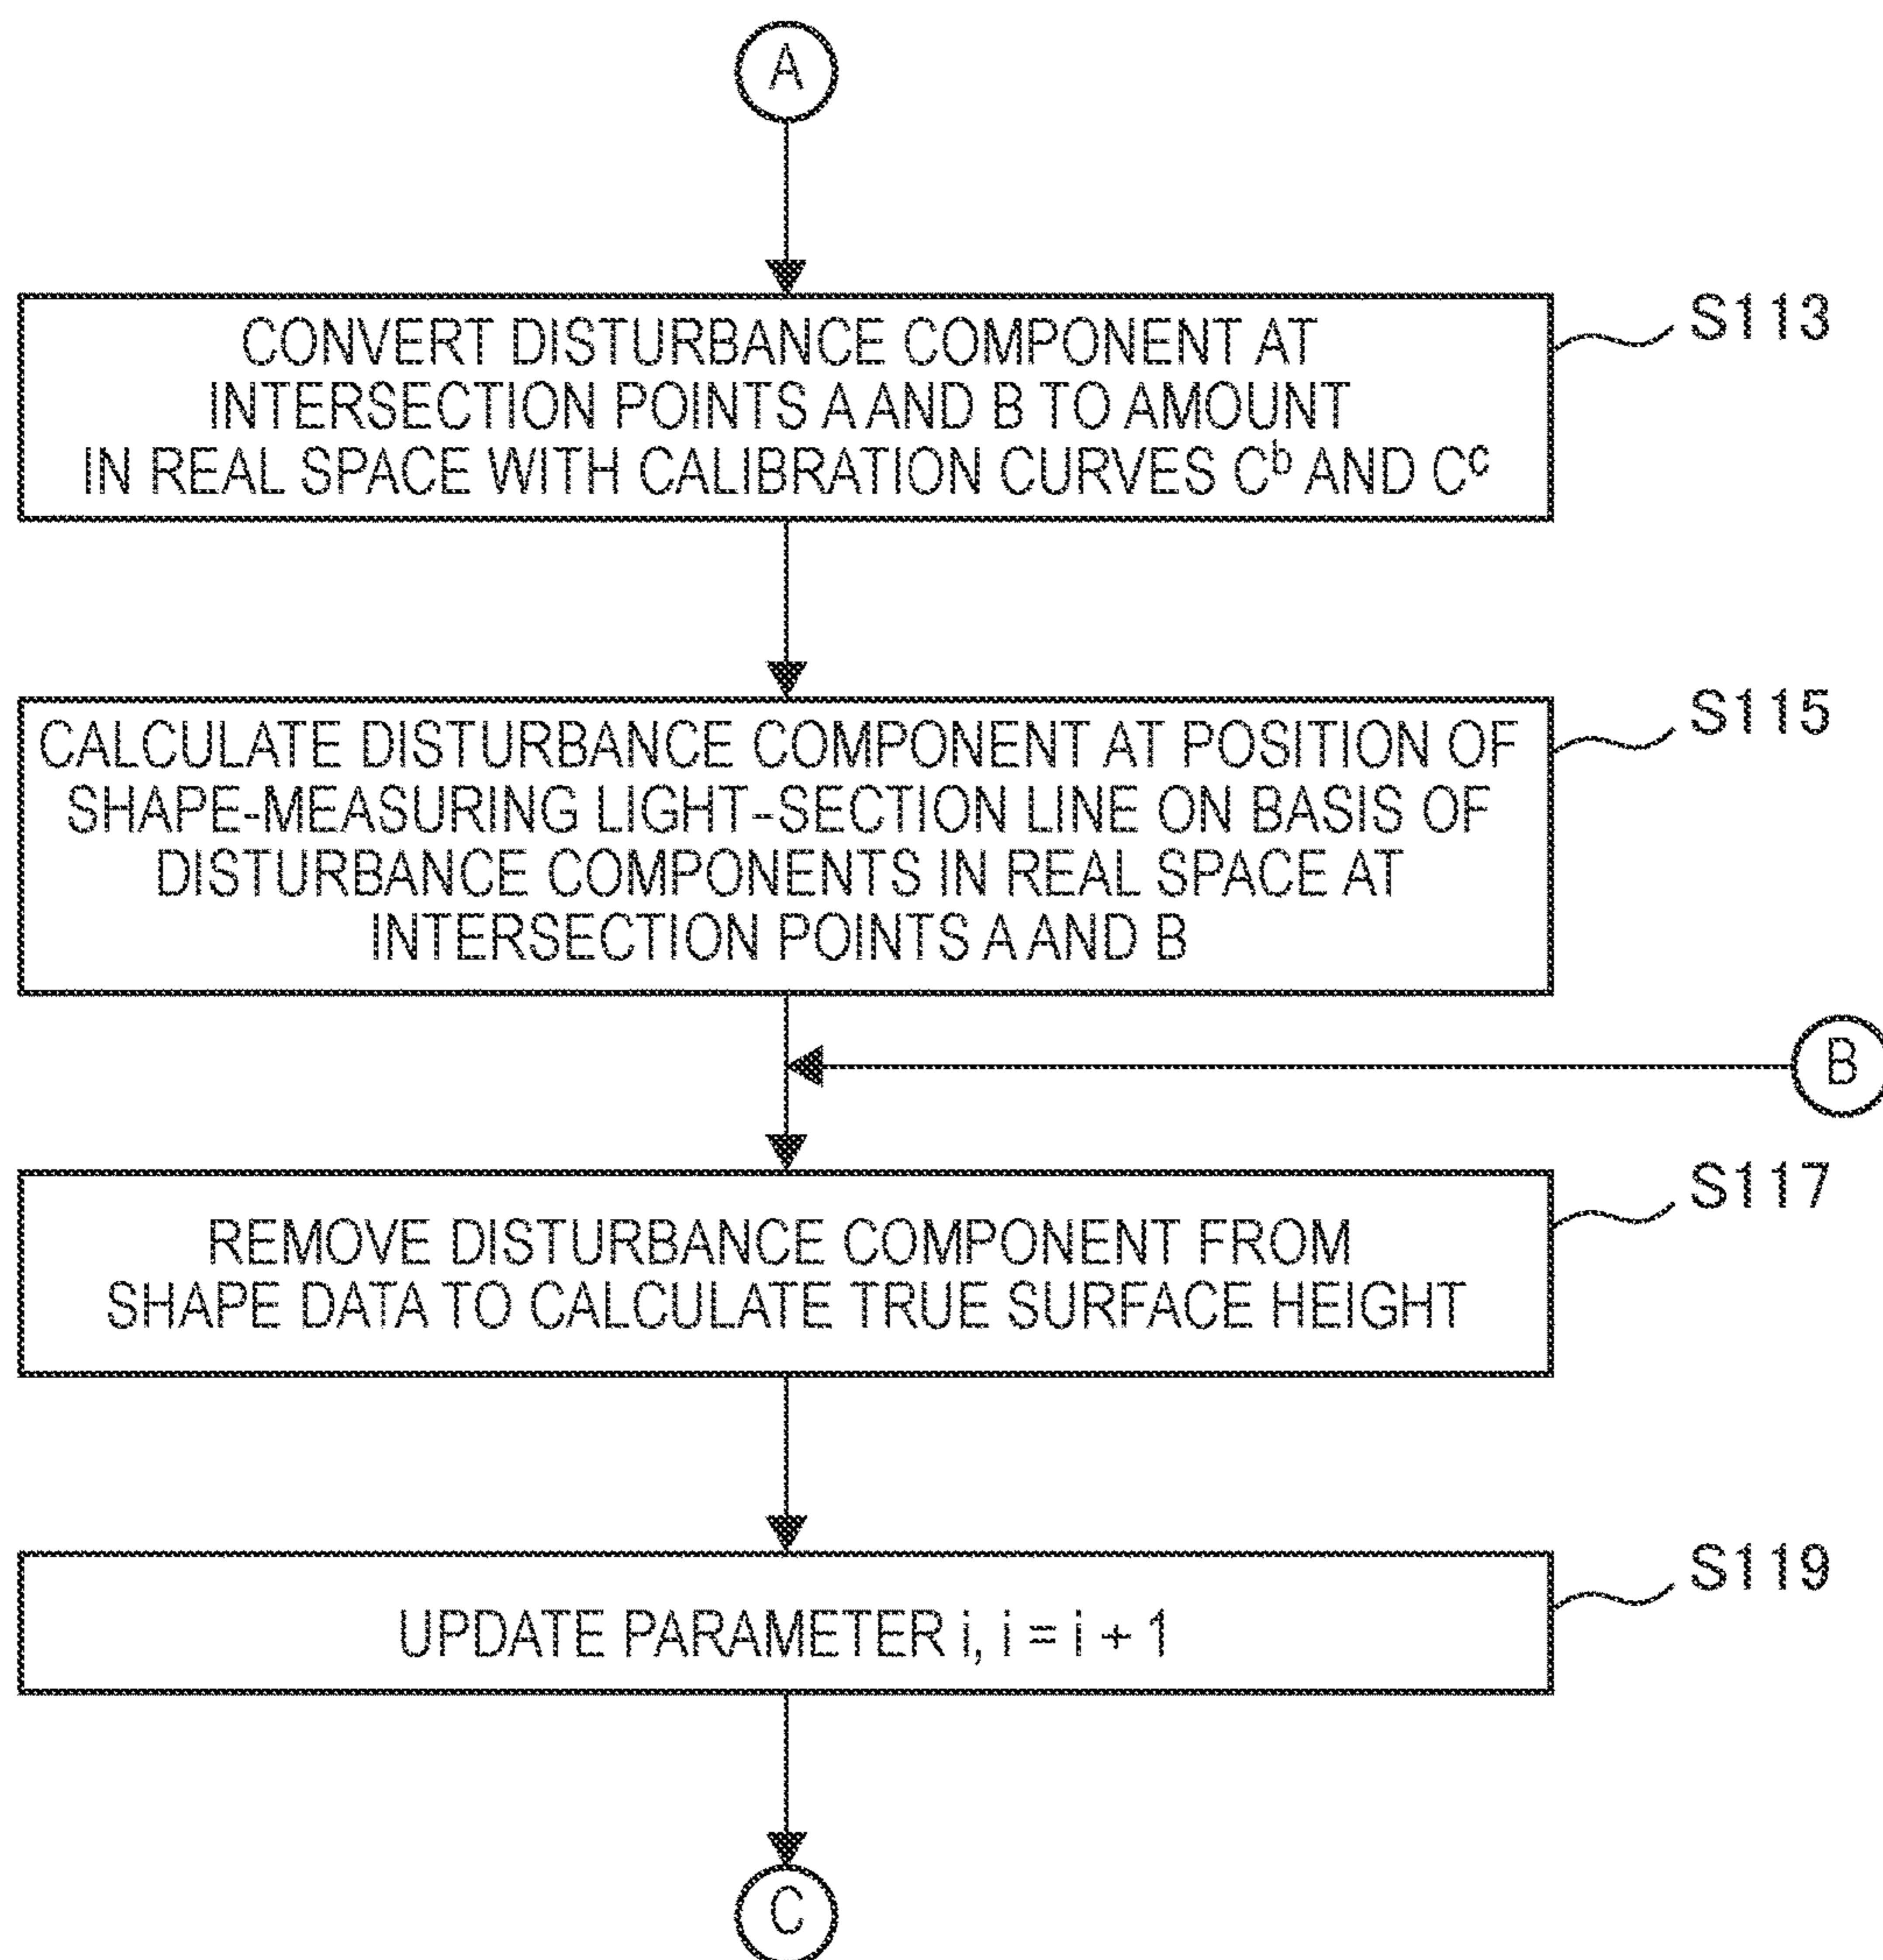 A
CONVERT DISTURBANCE COMPONENT AT
INTERSECTION POINTS A AND B TO AMOUNT
IN REAL SPACE WITH CALIBRATION CURVES Cᵇ AND Cᶜ
S113
CALCULATE DISTURBANCE COMPONENT AT POSITION OF
SHAPE-MEASURING LIGHT-SECTION LINE ON BASIS OF
DISTURBANCE COMPONENTS IN REAL SPACE AT
INTERSECTION POINTS A AND B
S115
B
REMOVE DISTURBANCE COMPONENT FROM
SHAPE DATA TO CALCULATE TRUE SURFACE HEIGHT
S117
UPDATE PARAMETER i, i = i + 1
S119
C